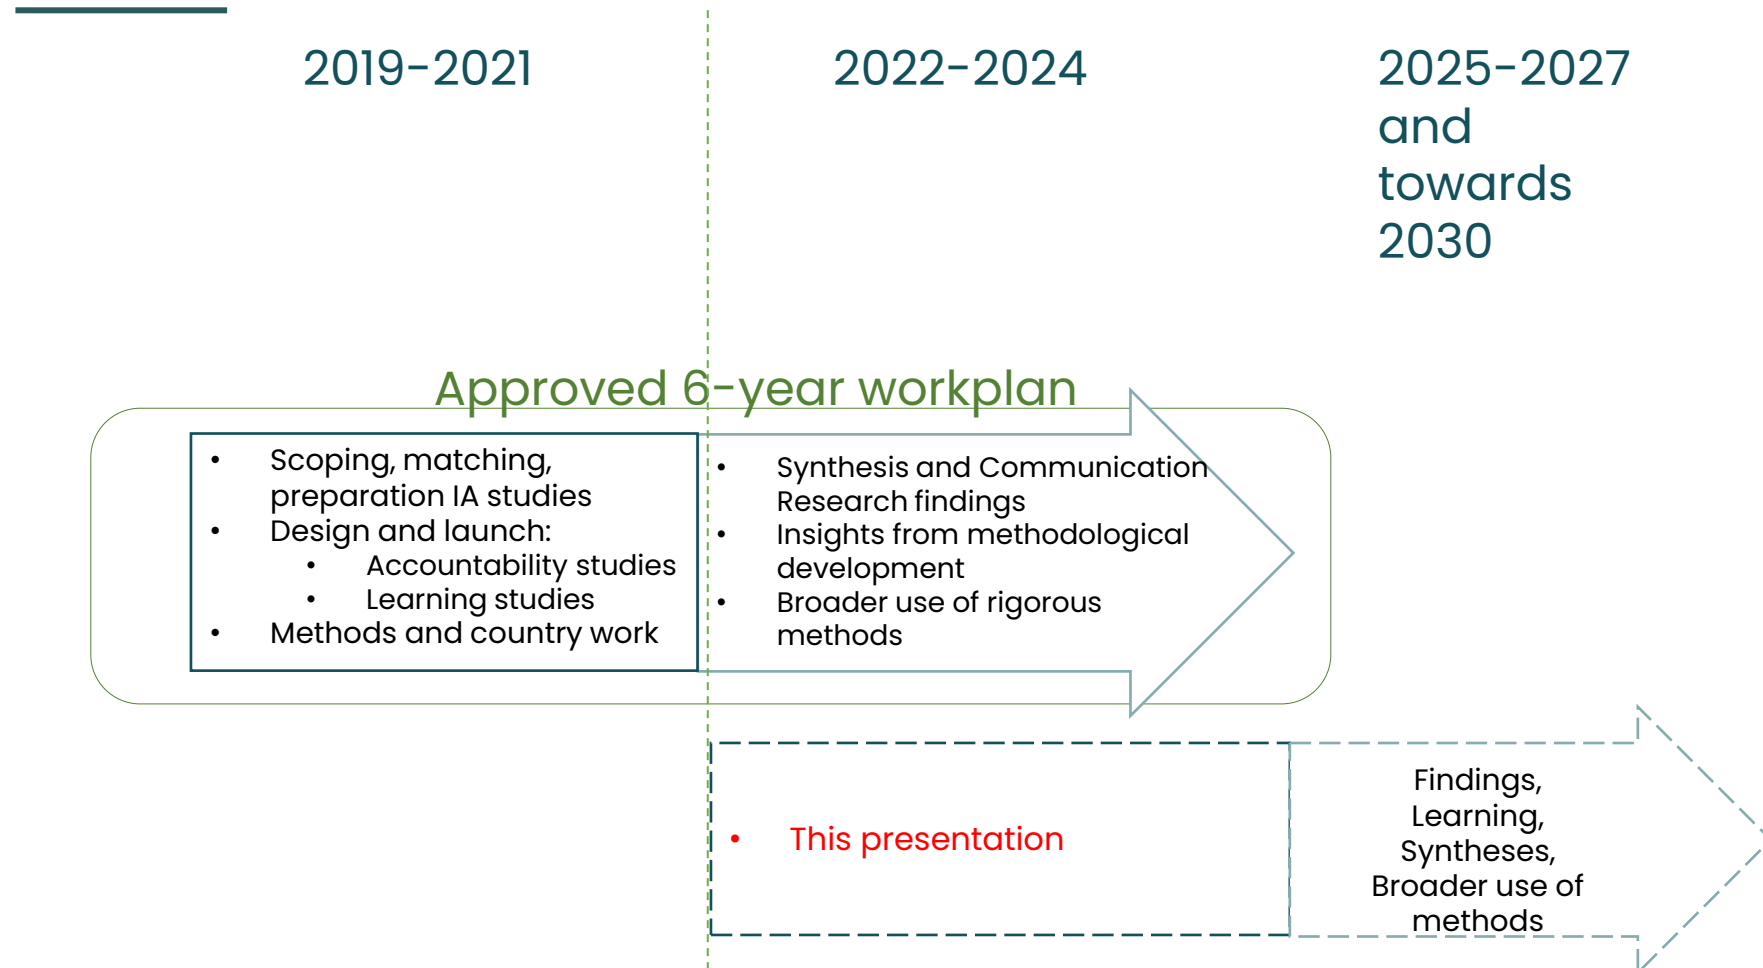 2019-2021
2022-2024
2025-2027
and
towards
2030
Approved 6-year workplan
• Scoping, matching,
preparation IA studies
• Design and launch:
• Accountability studies
• Learning studies
• Methods and country work
• Synthesis and Communication
Research findings
• Insights from methodological
development
• Broader use of rigorous
methods
• This presentation
Findings,
Learning,
Syntheses,
Broader use of
methods